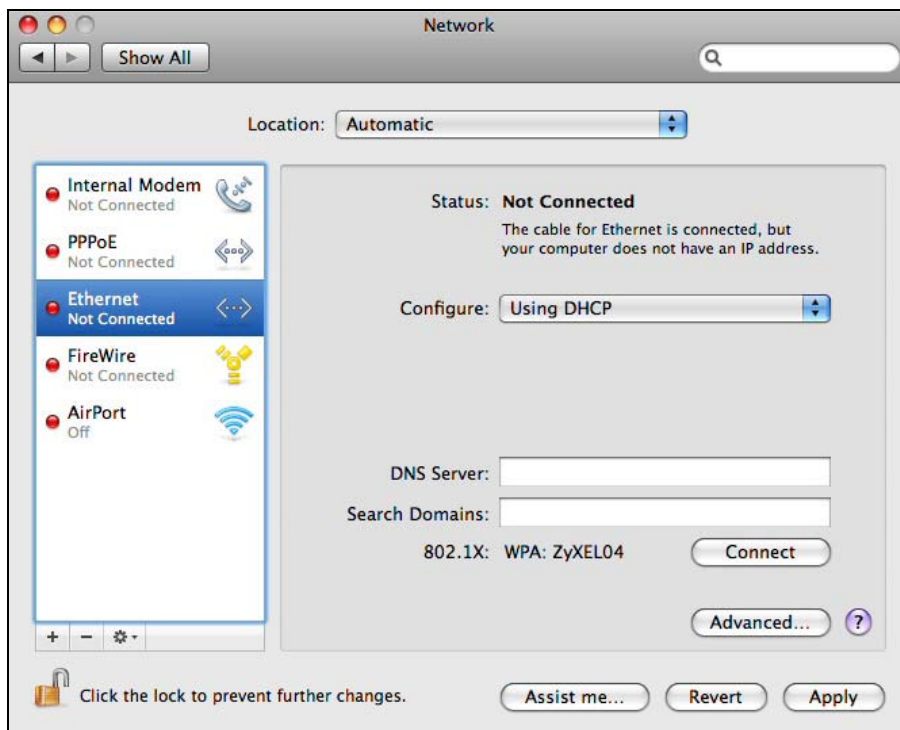 Network
Show All
Location: Automatic
Internal Modem
Not Connected
PPPoE
Not Connected
Ethernet
Not Connected
FireWire
Not Connected
AirPort
Off
Status: Not Connected
The cable for Ethernet is connected, but
your computer does not have an IP address.
Configure: Using DHCP
DNS Server:
Search Domains:
802.1X: WPA: ZyXEL04 Connect
Advanced... ?
+ −
Click the lock to prevent further changes.
Assist me... Revert Apply